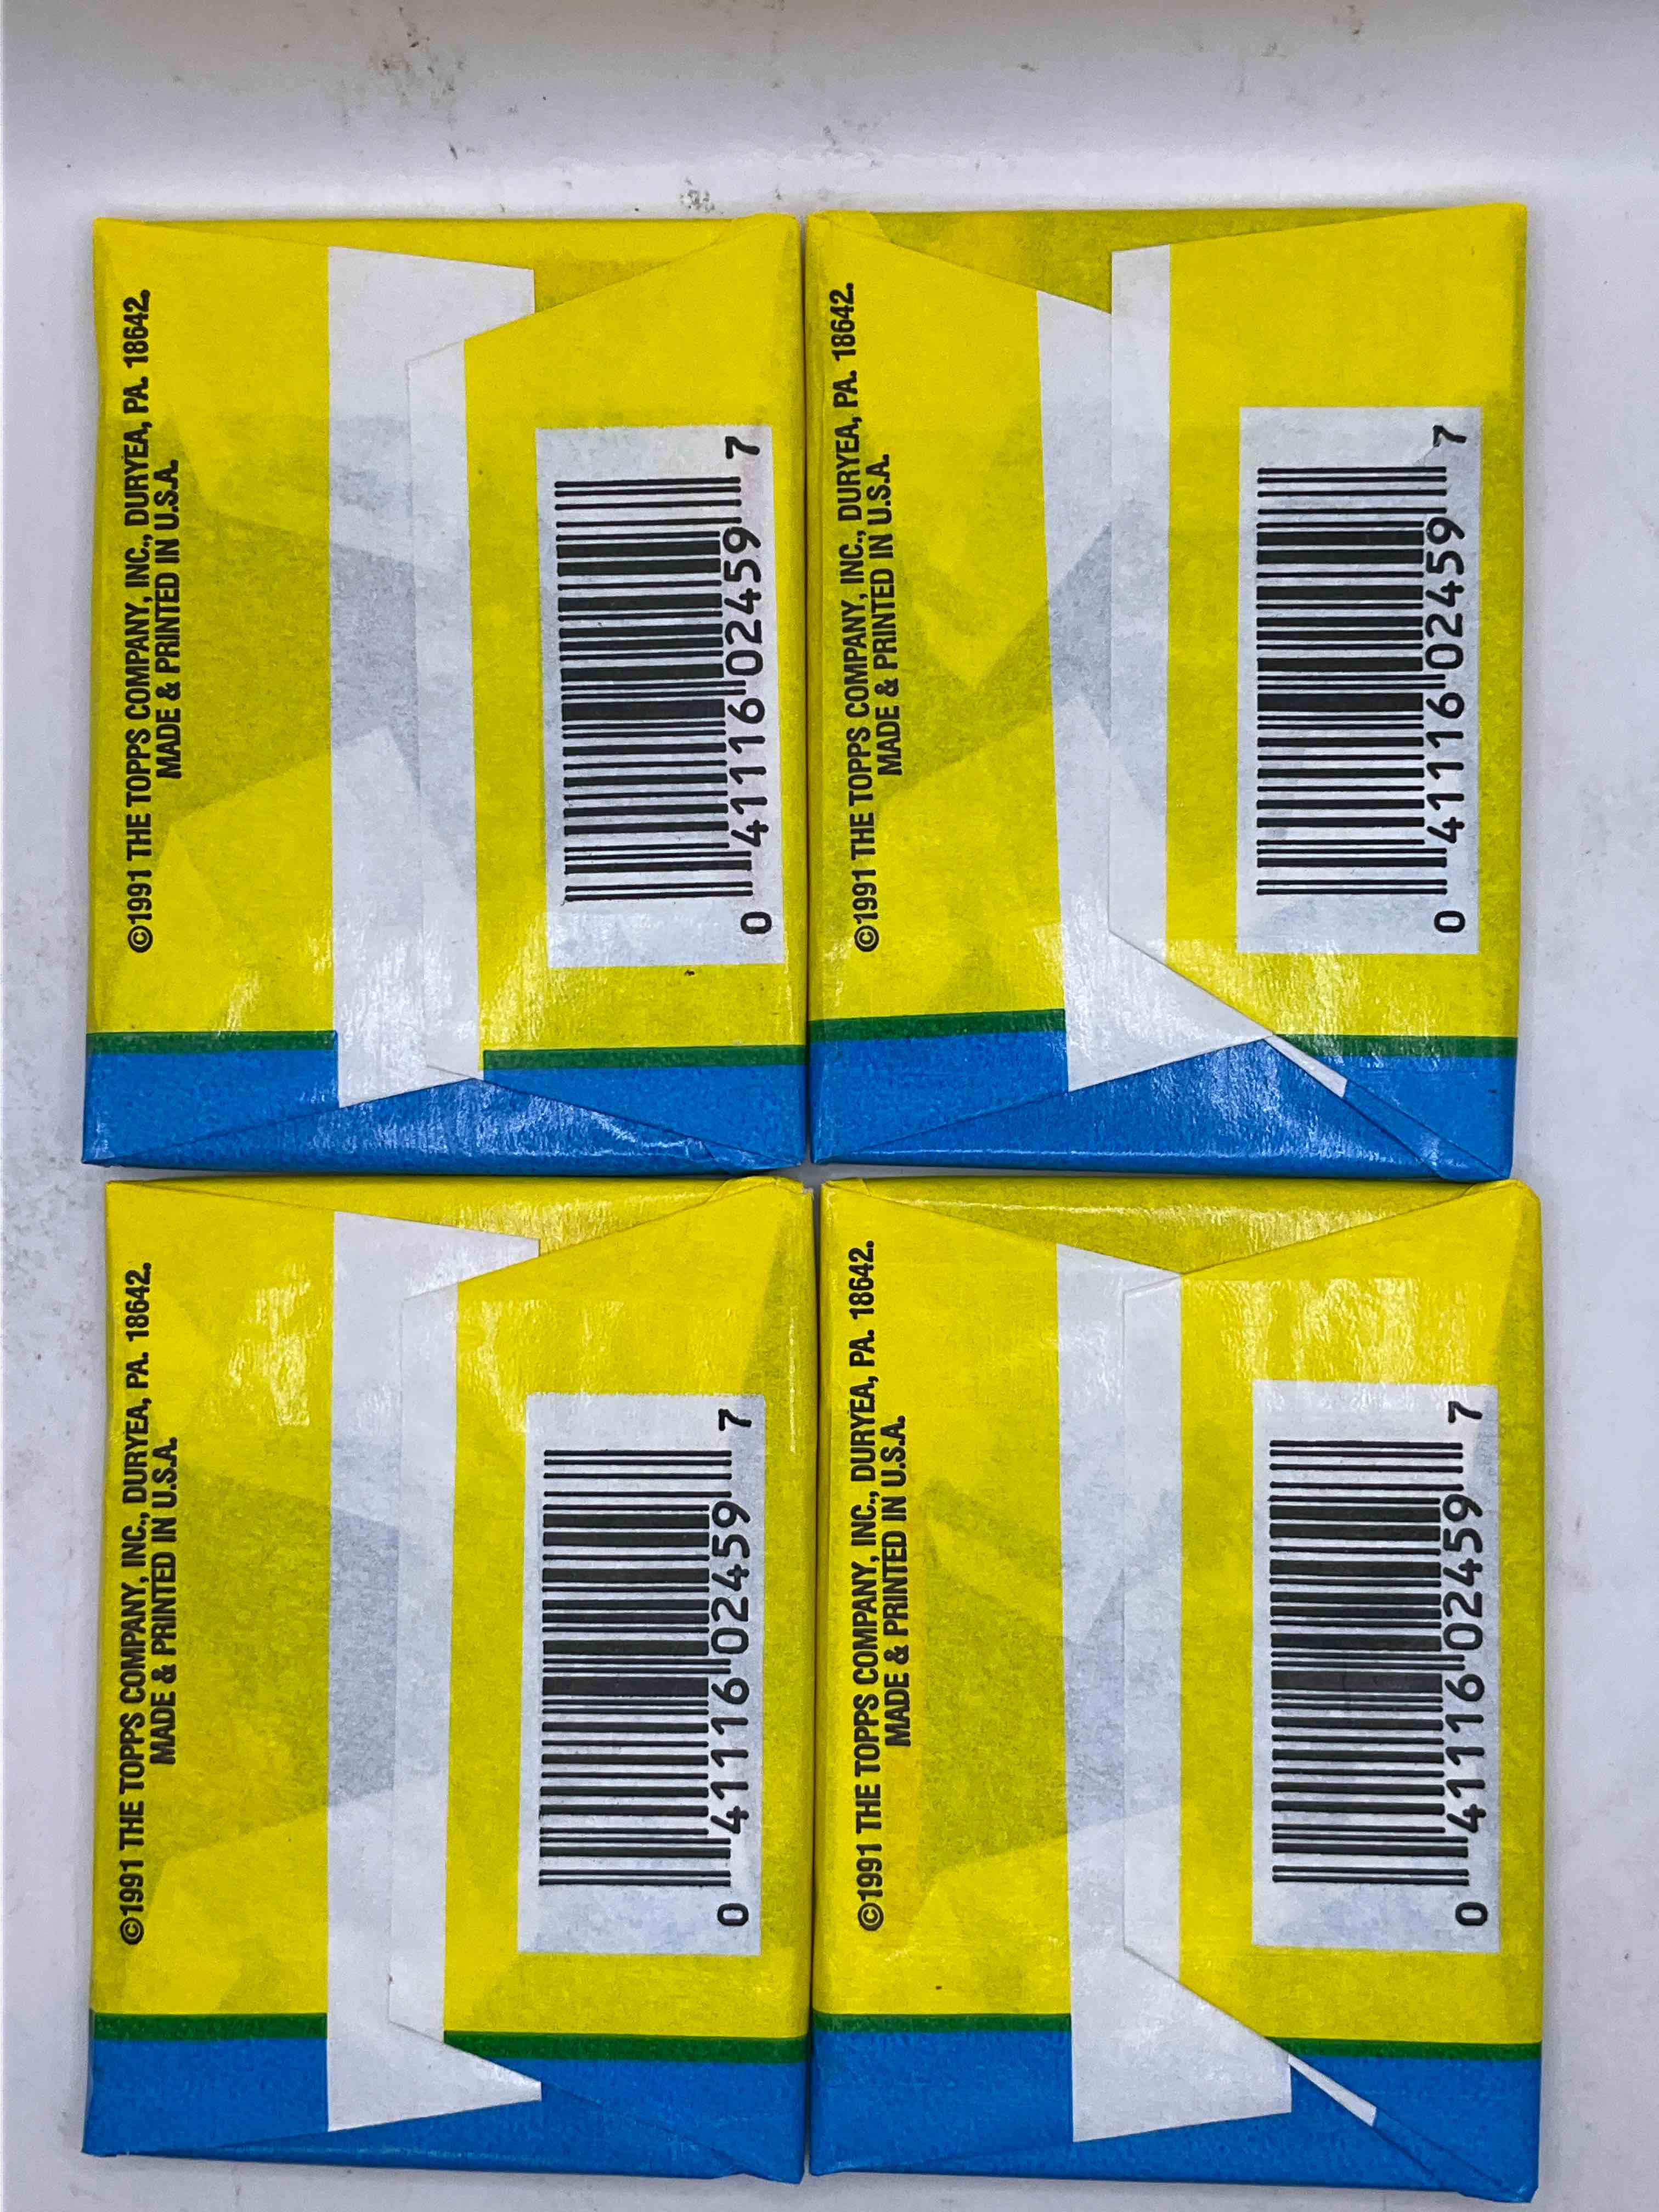 ©1991 THE TOPPS COMPANY, INC., DURYEA, PA. 18642.
MADE & PRINTED IN U.S.A.
0 41116 02459 7
©1991 THE TOPPS COMPANY, INC., DURYEA, PA. 18642.
MADE & PRINTED IN U.S.A.
0 41116 02459 7
©1991 THE TOPPS COMPANY, INC., DURYEA, PA. 18642.
MADE & PRINTED IN U.S.A.
0 41116 02459 7
©1991 THE TOPPS COMPANY, INC., DURYEA, PA. 18642.
MADE & PRINTED IN U.S.A.
0 41116 02459 7